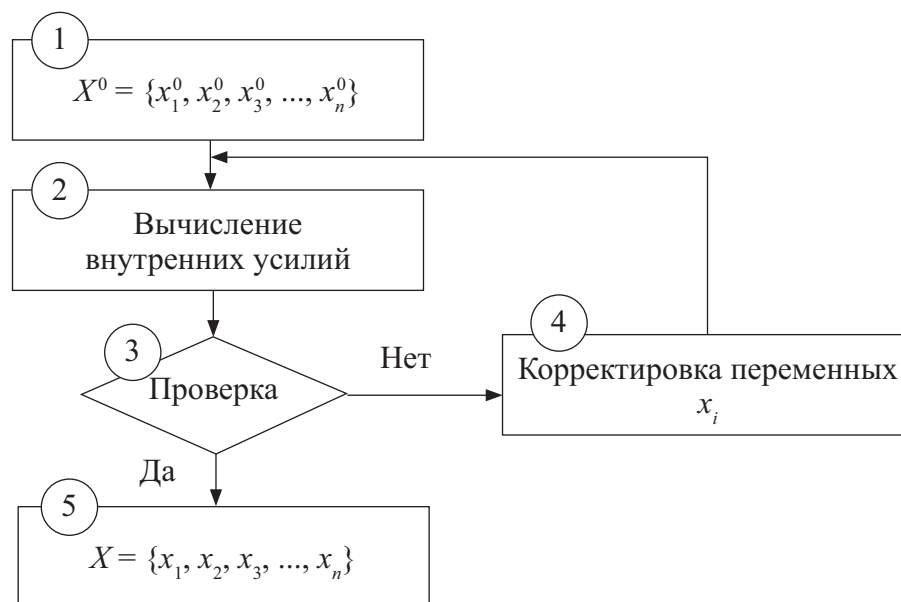 1
X⁰ = {x₁⁰, x₂⁰, x₃⁰, ..., xₙ⁰}
2
Вычисление
внутренних усилий
3
Проверка
Нет
4
Корректировка переменных
xᵢ
Да
5
X = {x₁, x₂, x₃, ..., xₙ}